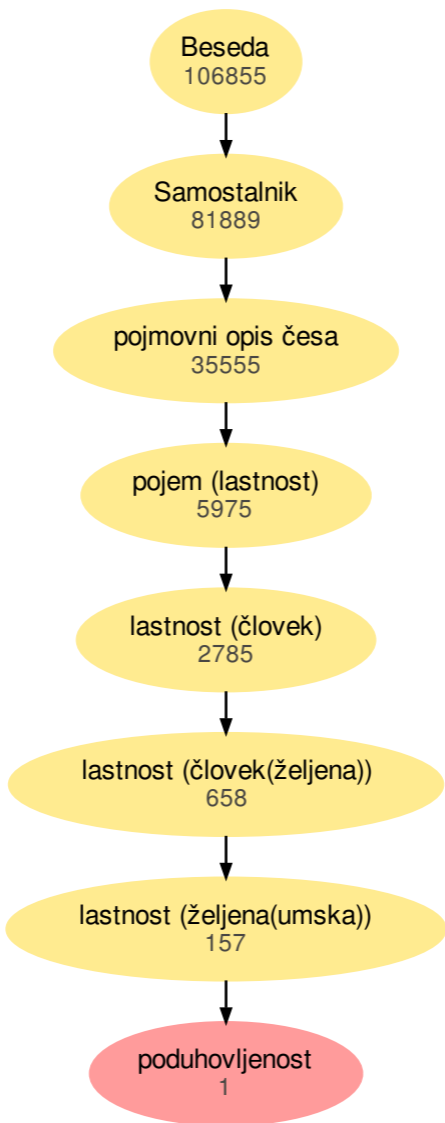 Beseda
106855
Samostalnik
81889
pojmovni opis česa
35555
pojem (lastnost)
5975
lastnost (človek)
2785
lastnost (človek(željena))
658
lastnost (željena(umska))
157
poduhovljenost
1